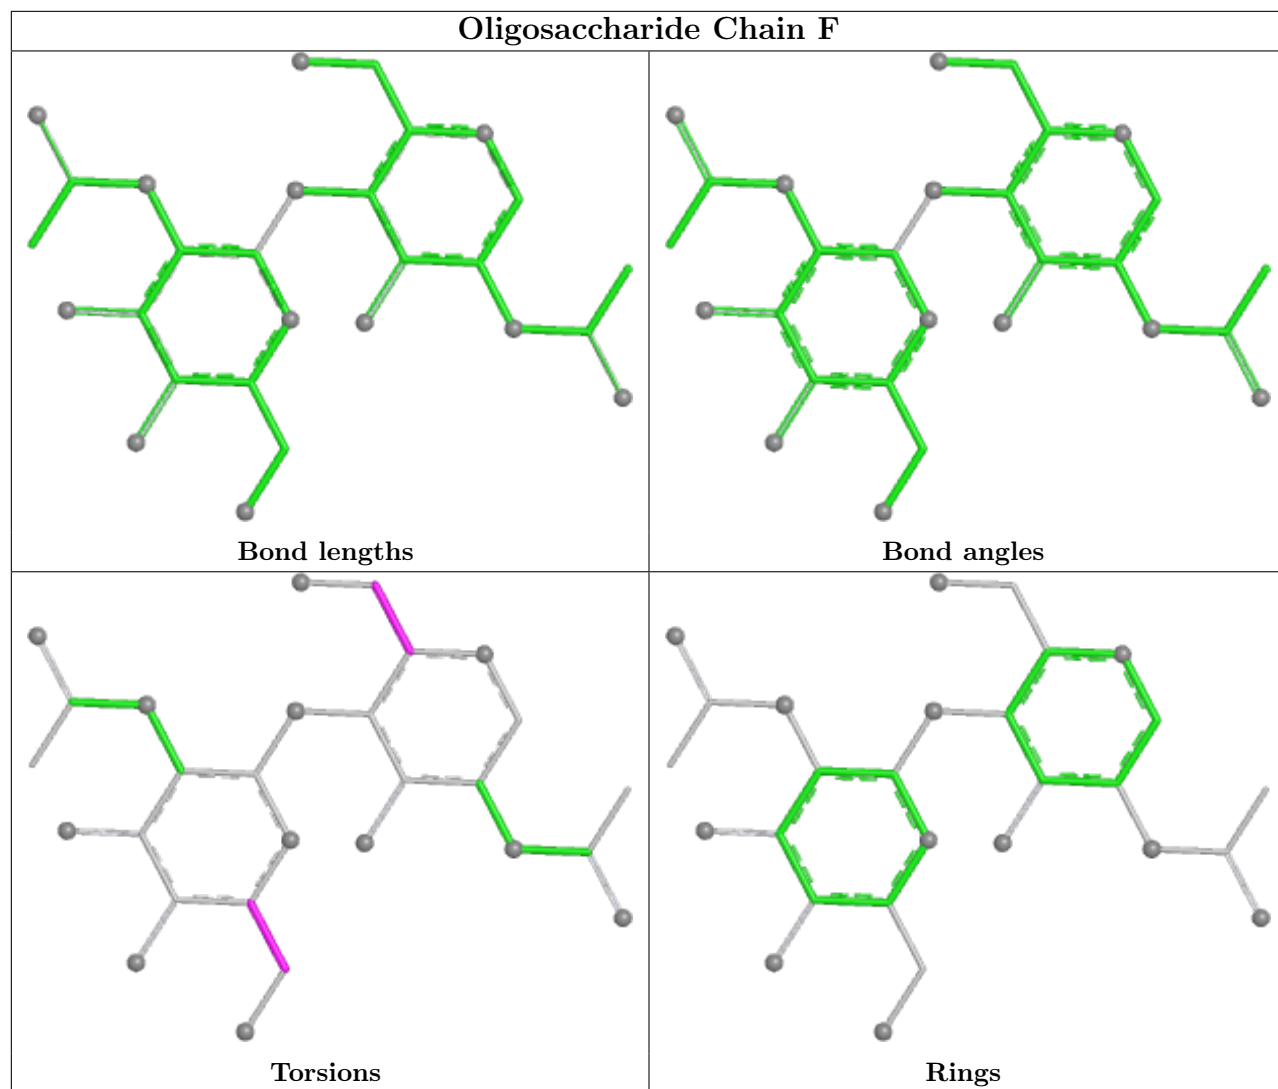 Oligosaccharide Chain F
Bond lengths
Bond angles
Torsions
Rings